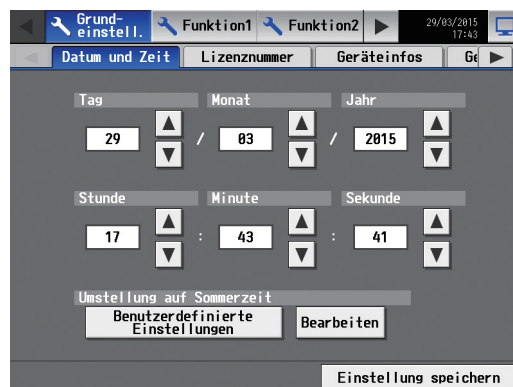 Grund-
einstell.
Funktion1
Funktion2
29/03/2015
17:43
Datum und Zeit
Lizenznummer
Geräteinfos
Tag
Monat
Jahr
29 / 03 / 2015
Stunde
Minute
Sekunde
17 : 43 : 41
Umstellung auf Sommerzeit
Benutzerdefinierte
Einstellungen
Bearbeiten
Einstellung speichern